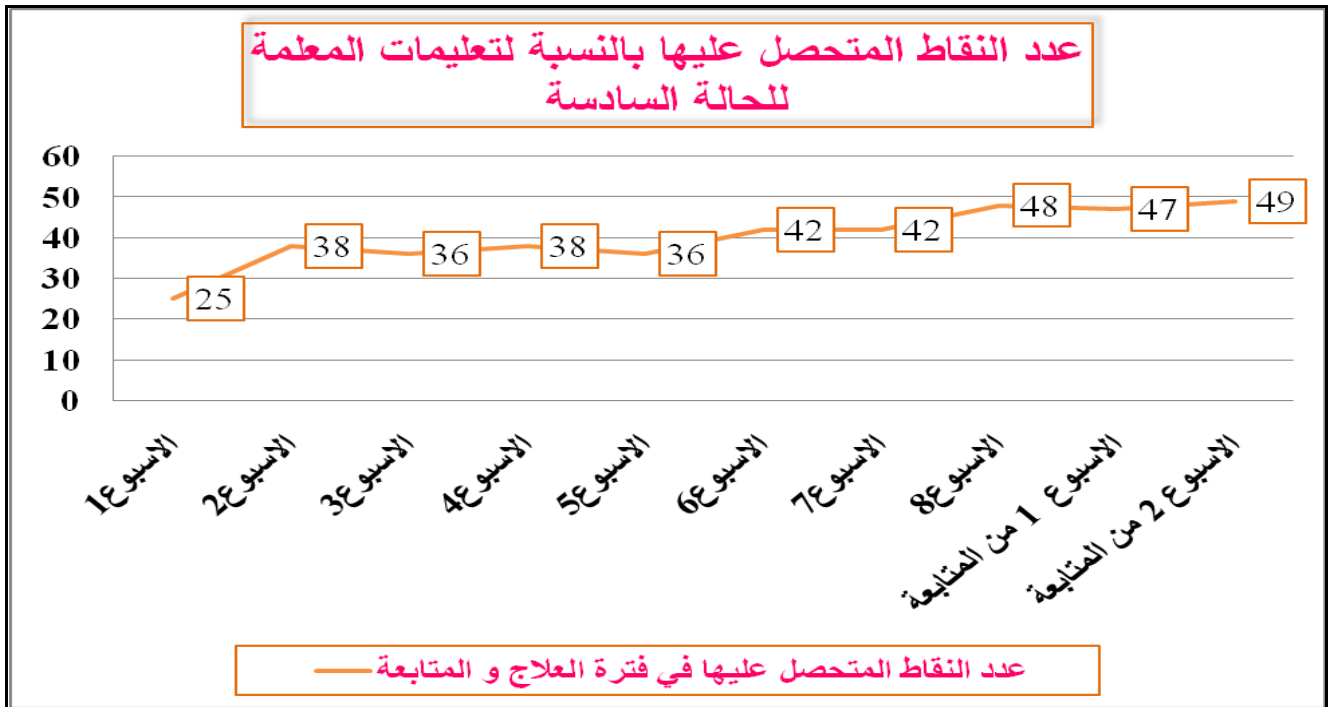 عدد النقاط المتحصل عليها بالنسبة لتعليمات المعلمة
للحالة السادسة
60
50
40
30
20
10
0
25
38
36
38
36
42
42
48
47
49
الاسبوع1
الاسبوع2
الاسبوع3
الاسبوع4
الاسبوع5
الاسبوع6
الاسبوع7
الاسبوع8
الاسبوع 1 من المتابعة
الاسبوع 2 من المتابعة
عدد النقاط المتحصل عليها في فترة العلاج و المتابعة